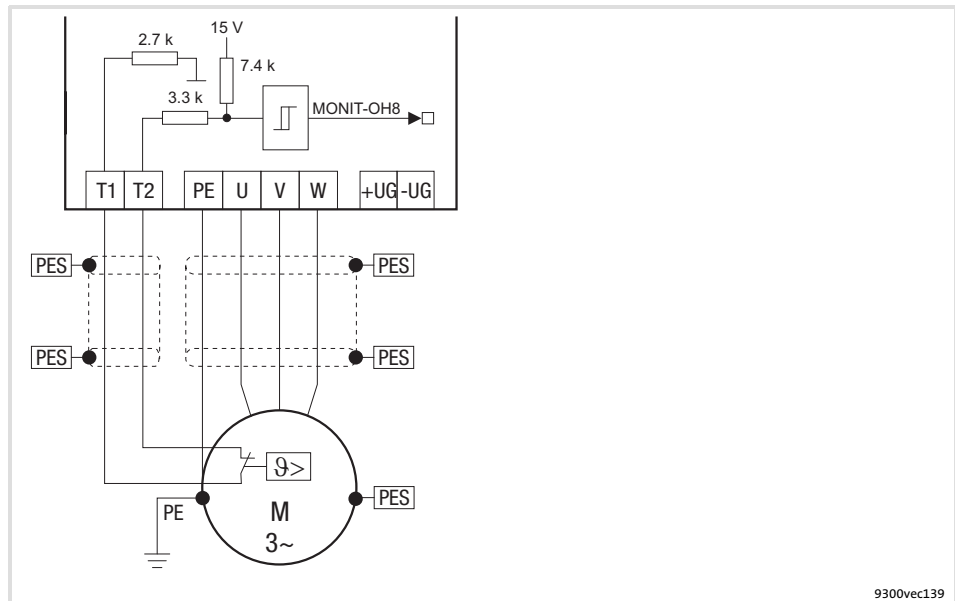 15 V
2.7 k
7.4 k
3.3 k
MONIT-OH8
T1 T2 PE U V W +UG -UG
PES PES
PES PES
ϑ>
PES
PE
M
3~
9300vec139